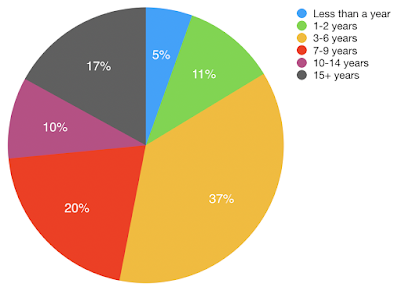 Less than a year
1-2 years
3-6 years
7-9 years
10-14 years
15+ years
5%
11%
37%
20%
10%
17%